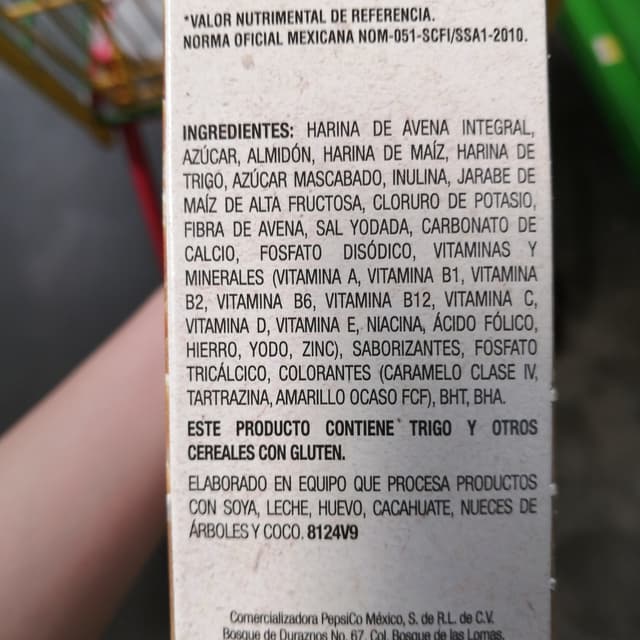 *VALOR NUTRIMENTAL DE REFERENCIA.
NORMA OFICIAL MEXICANA NOM-051-SCFI/SSA1-2010.
INGREDIENTES: HARINA DE AVENA INTEGRAL,
AZÚCAR, ALMIDÓN, HARINA DE MAÍZ, HARINA DE
TRIGO, AZÚCAR MASCABADO, INULINA, JARABE DE
MAÍZ DE ALTA FRUCTOSA, CLORURO DE POTASIO,
FIBRA DE AVENA, SAL YODADA, CARBONATO DE
CALCIO, FOSFATO DISÓDICO, VITAMINAS Y
MINERALES (VITAMINA A, VITAMINA B1, VITAMINA
B2, VITAMINA B6, VITAMINA B12, VITAMINA C,
VITAMINA D, VITAMINA E, NIACINA, ÁCIDO FÓLICO,
HIERRO, YODO, ZINC), SABORIZANTES, FOSFATO
TRICÁLCICO, COLORANTES (CARAMELO CLASE IV,
TARTRAZINA, AMARILLO OCASO FCF), BHT, BHA.
ESTE PRODUCTO CONTIENE TRIGO Y OTROS
CEREALES CON GLUTEN.
ELABORADO EN EQUIPO QUE PROCESA PRODUCTOS
CON SOYA, LECHE, HUEVO, CACAHUATE, NUECES DE
ÁRBOLES Y COCO. 8124V9
Comercializadora PepsiCo México, S. de R.L. de C.V.
Bosque de Duraznos No. 67, Col. Bosque de las Lomas,